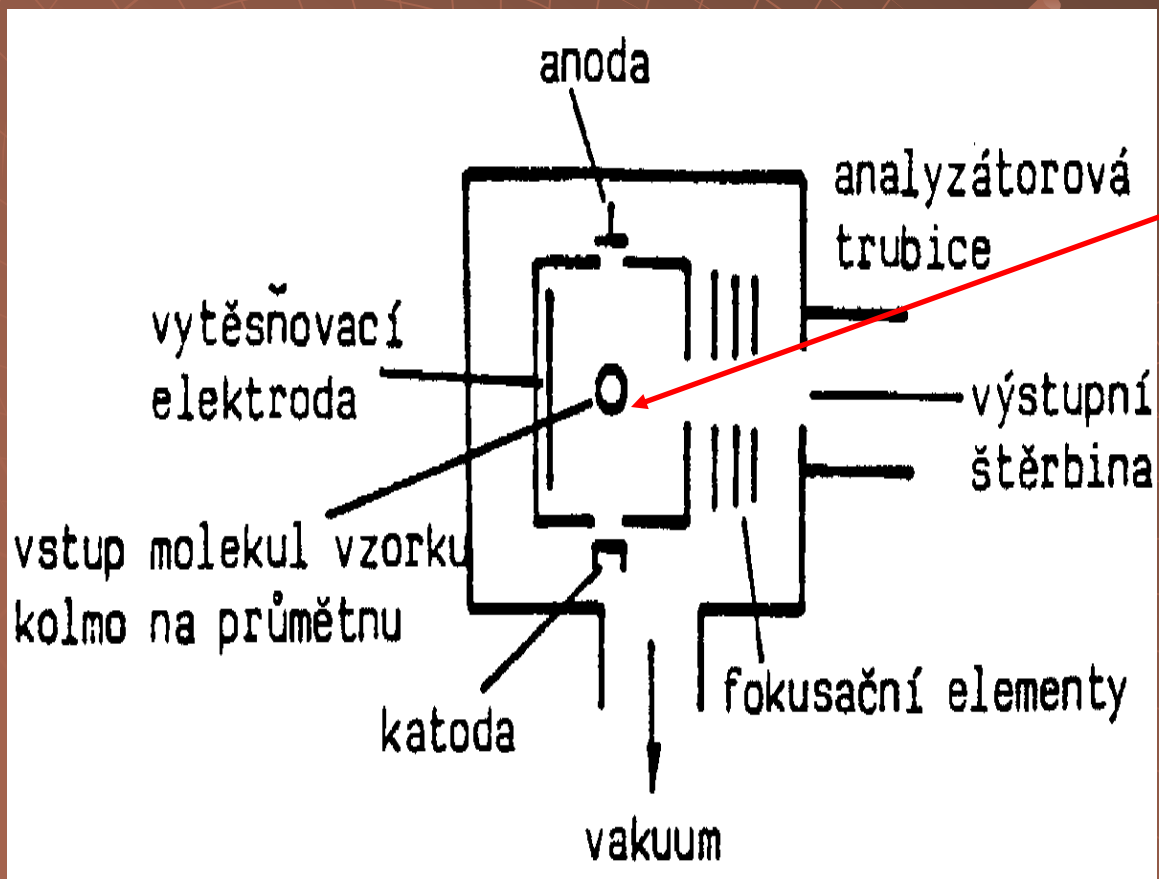 anoda
analyzátorová
trubice
vytěsňovací
elektroda
výstupní
štěrbina
vstup molekul vzorku
kolmo na průmětnu
fokusační elementy
katoda
vakuum